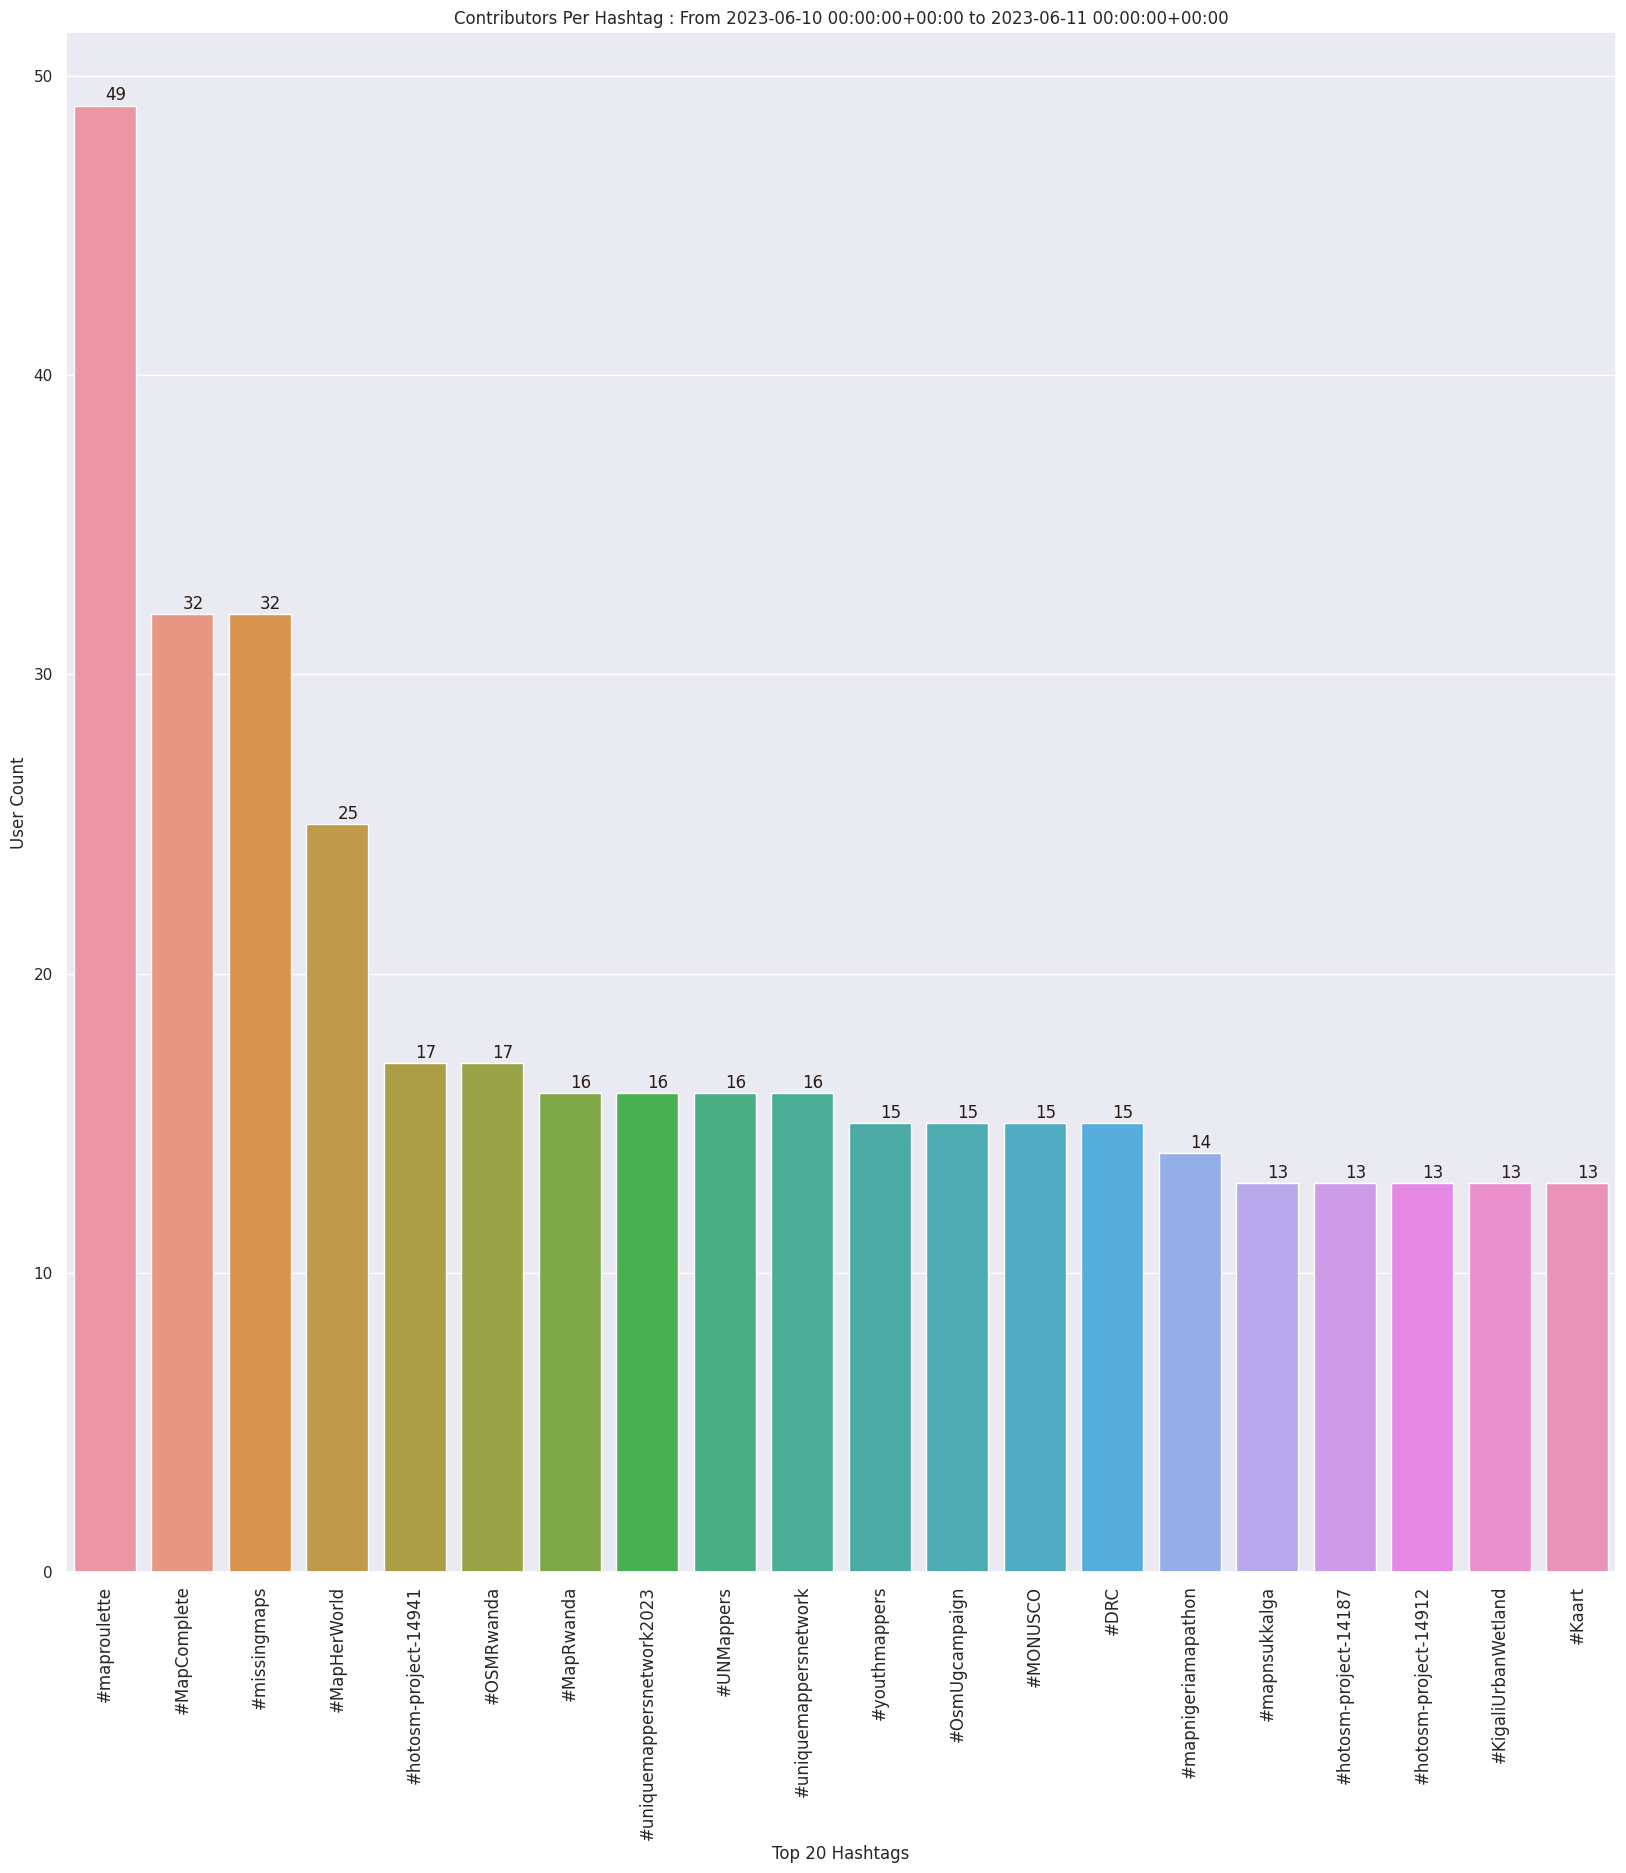 Contributors Per Hashtag : From 2023-06-10 00:00:00+00:00 to 2023-06-11 00:00:00+00:00
50
40
30
20
10
0
User Count
49
32
32
25
17
17
16
16
16
16
15
15
15
15
14
13
13
13
13
13
#maproulette
#MapComplete
#missingmaps
#MapHerWorld
#hotosm-project-14941
#OSMRwanda
#MapRwanda
#uniquemappersnetwork2023
#UNMappers
#uniquemappersnetwork
#youthmappers
#OsmUgcampaign
#MONUSCO
#DRC
#mapnigeriamapathon
#mapnsukkalga
#hotosm-project-14187
#hotosm-project-14912
#KigaliUrbanWetland
#Kaart
Top 20 Hashtags